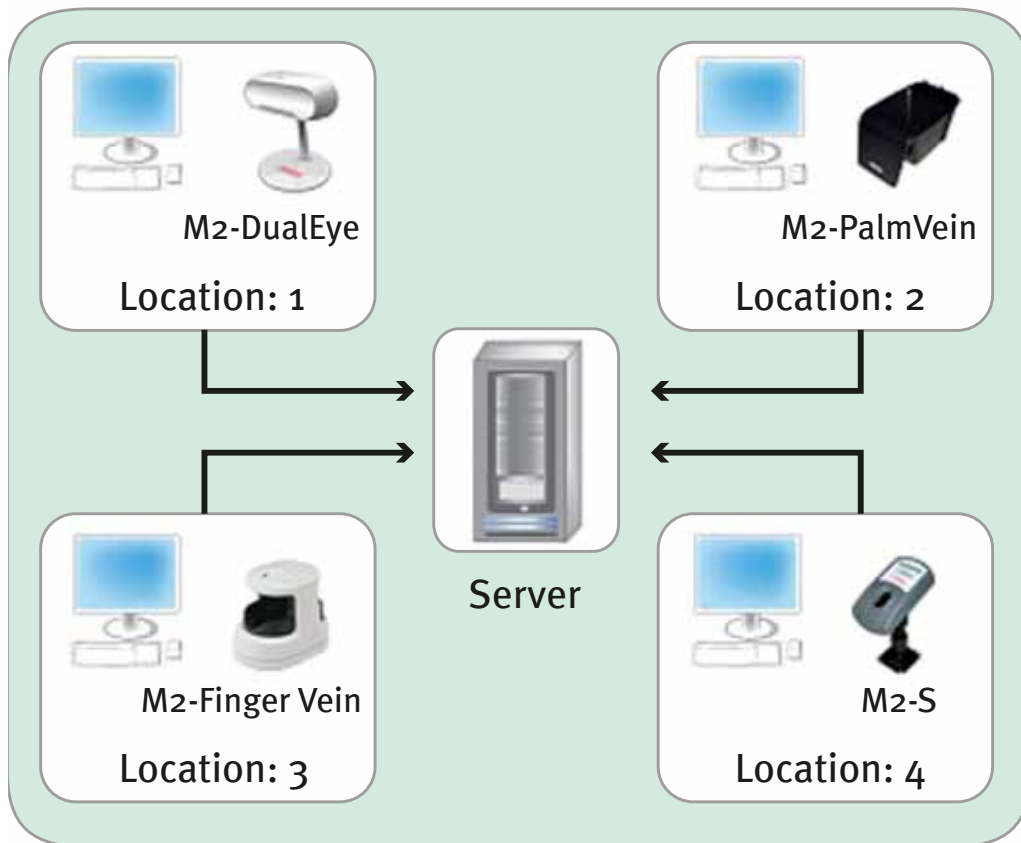 M2-DualEye
Location: 1
M2-PalmVein
Location: 2
Server
M2-Finger Vein
Location: 3
M2-S
Location: 4